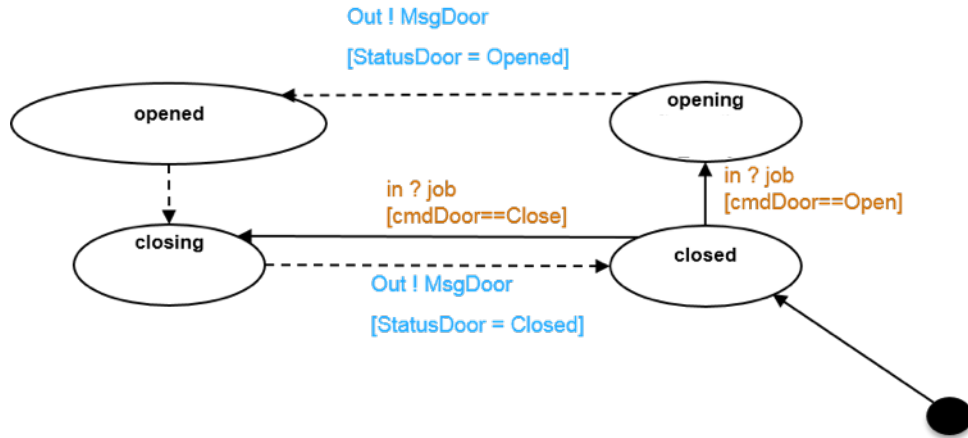 Out ! MsgDoor
[StatusDoor = Opened]
opened
opening
in ? job
[cmdDoor==Close]
in ? job
[cmdDoor==Open]
closing
closed
Out ! MsgDoor
[StatusDoor = Closed]